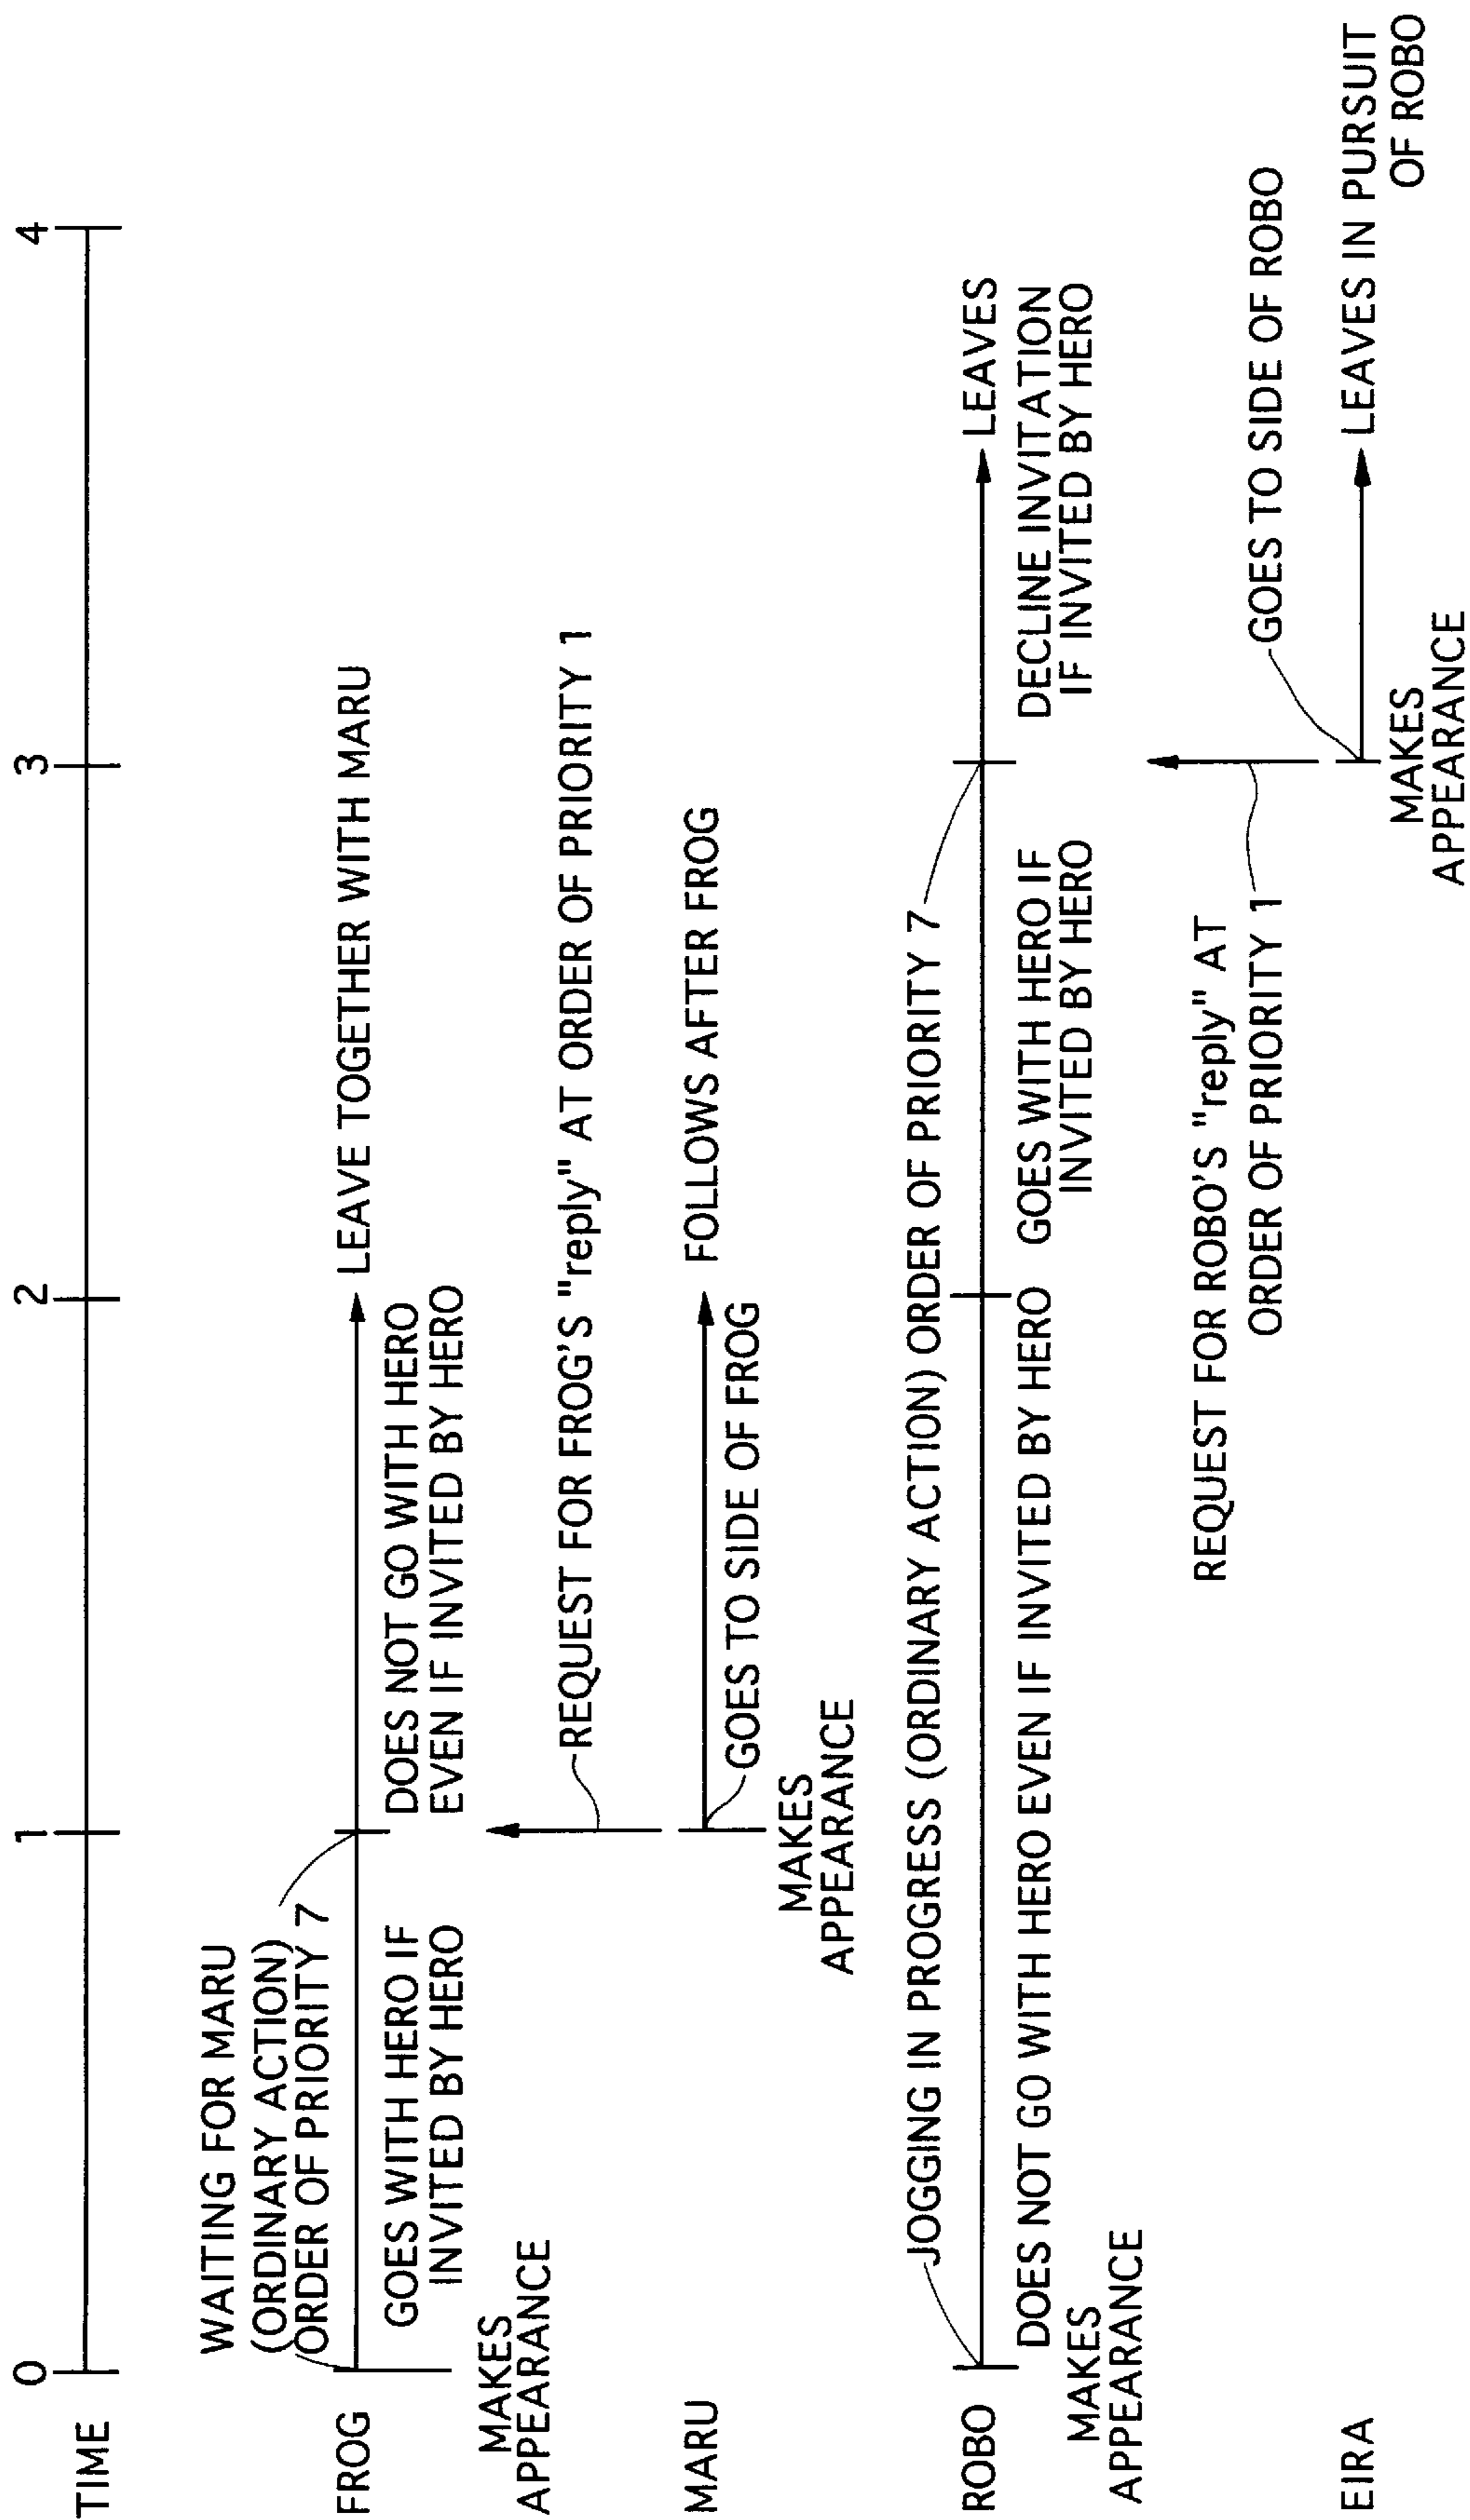 TIME
0
1
2
3
4
WAITING FOR MARU
(ORDINARY ACTION)
ORDER OF PRIORITY 7
FROG
LEAVE TOGETHER WITH MARU
GOES WITH HERO IF
INVITED BY HERO
DOES NOT GO WITH HERO
EVEN IF INVITED BY HERO
MAKES
APPEARANCE
REQUEST FOR FROG'S "reply" AT ORDER OF PRIORITY 1
MARU
FOLLOWS AFTER FROG
GOES TO SIDE OF FROG
MAKES
APPEARANCE
JOGGING IN PROGRESS (ORDINARY ACTION) ORDER OF PRIORITY 7
ROBO
LEAVES
DOES NOT GO WITH HERO EVEN IF INVITED BY HERO
GOES WITH HERO IF
INVITED BY HERO
DECLINE INVITATION
IF INVITED BY HERO
MAKES
APPEARANCE
REQUEST FOR ROBO'S "reply" AT
ORDER OF PRIORITY 1
GOES TO SIDE OF ROBO
EIRA
LEAVES IN PURSUIT
OF ROBO
MAKES
APPEARANCE